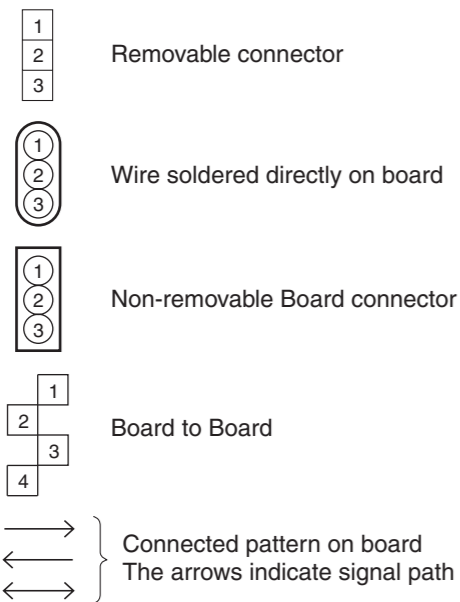 1
2 Removable connector
3
1
2 Wire soldered directly on board
3
1
2 Non-removable Board connector
3
1
2 Board to Board
3
4
Connected pattern on board
The arrows indicate signal path